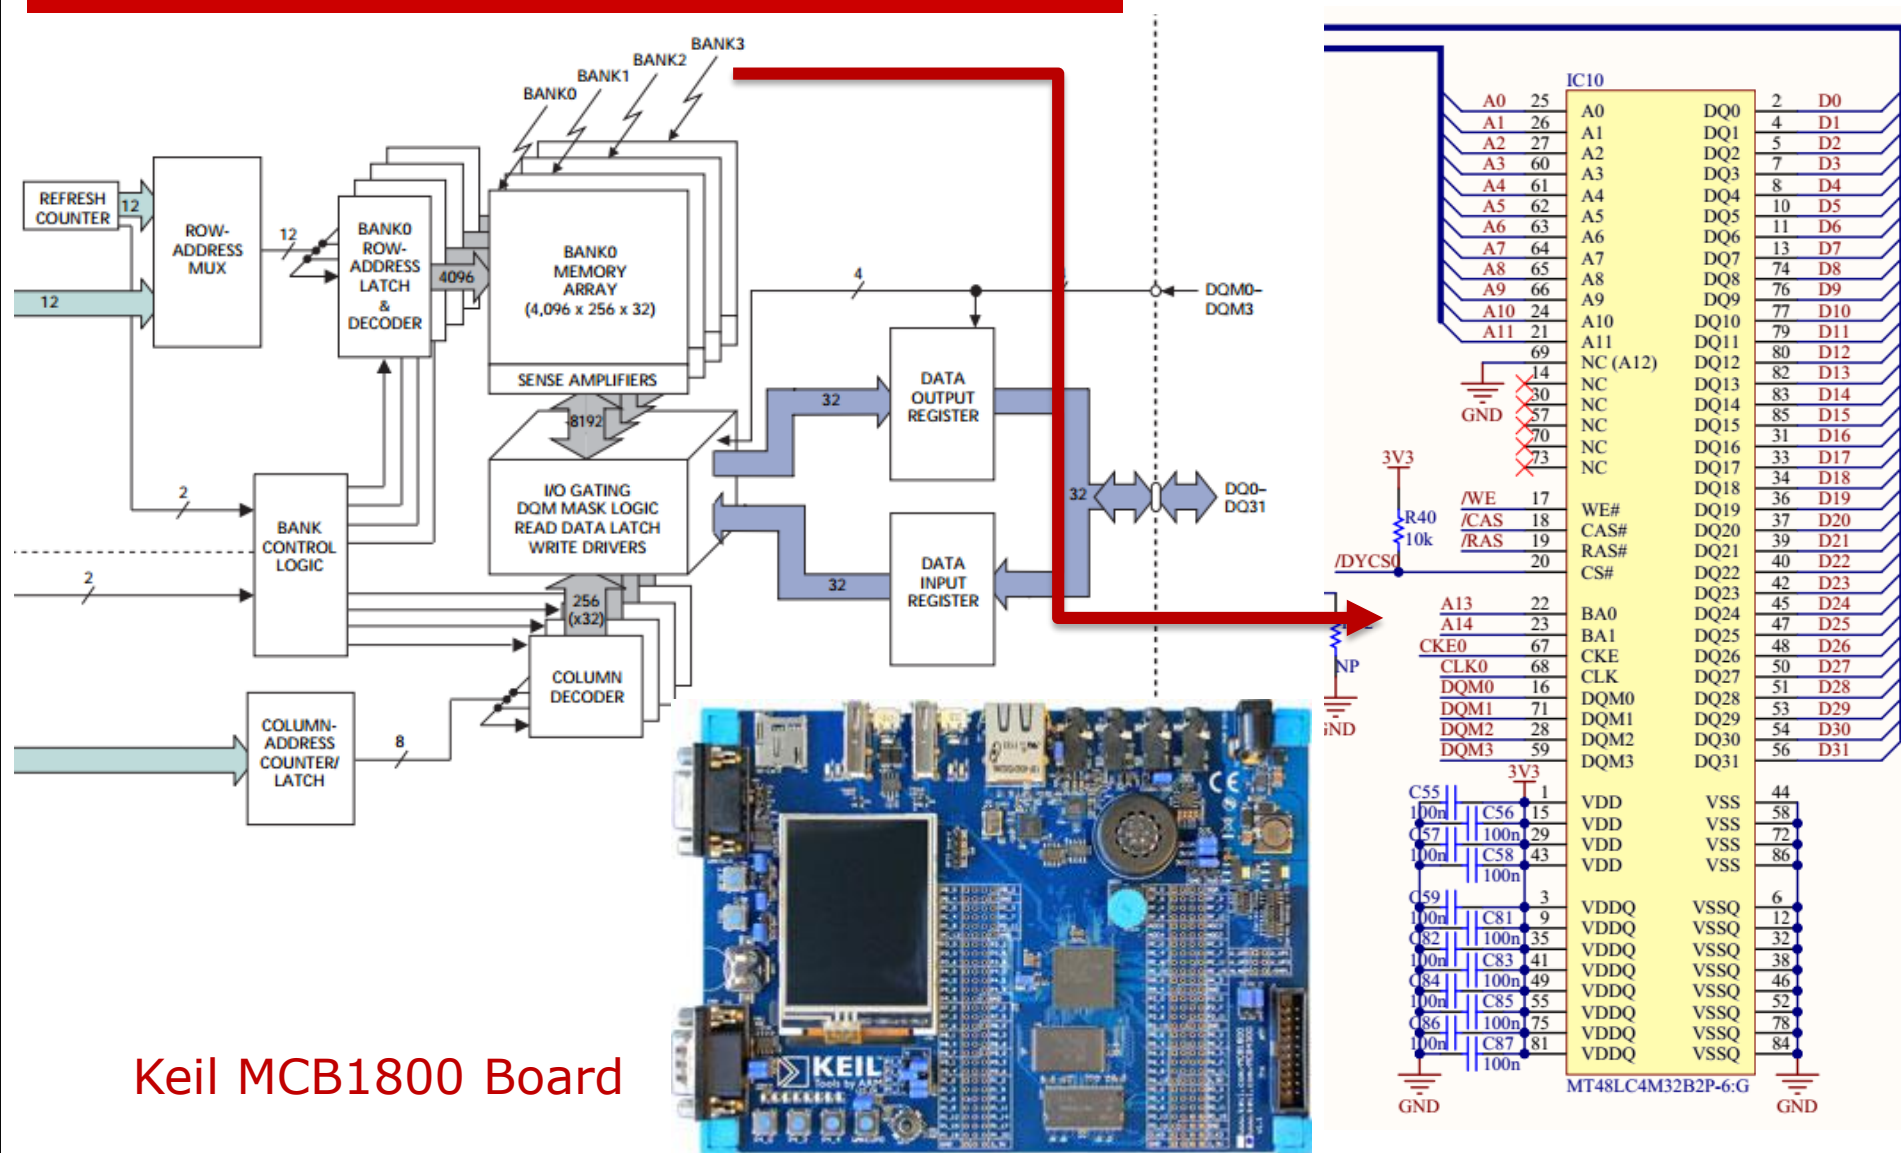 BANK3
BANK2
BANK1
BANK0
REFRESH
COUNTER
12
ROW-
ADDRESS
MUX
12
12
BANK0
ROW-
ADDRESS
LATCH
&
DECODER
4096
BANK0
MEMORY
ARRAY
(4,096 x 256 x 32)
SENSE AMPLIFIERS
8192
I/O GATING
DQM MASK LOGIC
READ DATA LATCH
WRITE DRIVERS
2
BANK
CONTROL
LOGIC
2
256
(x32)
COLUMN
DECODER
COLUMN-
ADDRESS
COUNTER/
LATCH
8
4
DQM0–
DQM3
DATA
OUTPUT
REGISTER
32
32
DQ0–
DQ31
DATA
INPUT
REGISTER
32
Keil MCB1800 Board
KEIL
Tools by ARM
IC10
A0 25 A0 DQ0 2 D0
A1 26 A1 DQ1 4 D1
A2 27 A2 DQ2 5 D2
A3 60 A3 DQ3 7 D3
A4 61 A4 DQ4 8 D4
A5 62 A5 DQ5 10 D5
A6 63 A6 DQ6 11 D6
A7 64 A7 DQ7 13 D7
A8 65 A8 DQ8 74 D8
A9 66 A9 DQ9 76 D9
A10 24 A10 DQ10 77 D10
A11 21 A11 DQ11 79 D11
69 NC (A12) DQ12 80 D12
14 NC DQ13 82 D13
30 NC DQ14 83 D14
57 NC DQ15 85 D15
70 NC DQ16 31 D16
73 NC DQ17 33 D17
DQ18 34 D18
/WE 17 WE# DQ19 36 D19
/CAS 18 CAS# DQ20 37 D20
/RAS 19 RAS# DQ21 39 D21
/DYCS0 20 CS# DQ22 40 D22
DQ23 42 D23
A13 22 BA0 DQ24 45 D24
A14 23 BA1 DQ25 47 D25
CKE0 67 CKE DQ26 48 D26
CLK0 68 CLK DQ27 50 D27
DQM0 16 DQM0 DQ28 51 D28
DQM1 71 DQM1 DQ29 53 D29
DQM2 28 DQM2 DQ30 54 D30
DQM3 59 DQM3 DQ31 56 D31
GND
3V3
R40
10k
NP
3V3
C55 1 VDD VSS 44
100n C56 15 VDD VSS 58
C57 100n 29 VDD VSS 72
100n C58 43 VDD VSS 86
100n
C59 3 VDDQ VSSQ 6
100n C81 9 VDDQ VSSQ 12
C82 100n 35 VDDQ VSSQ 32
100n C83 41 VDDQ VSSQ 38
C84 100n 49 VDDQ VSSQ 46
100n C85 55 VDDQ VSSQ 52
C86 100n 75 VDDQ VSSQ 78
100n C87 81 VDDQ VSSQ 84
100n
MT48LC4M32B2P-6:G
GND
GND